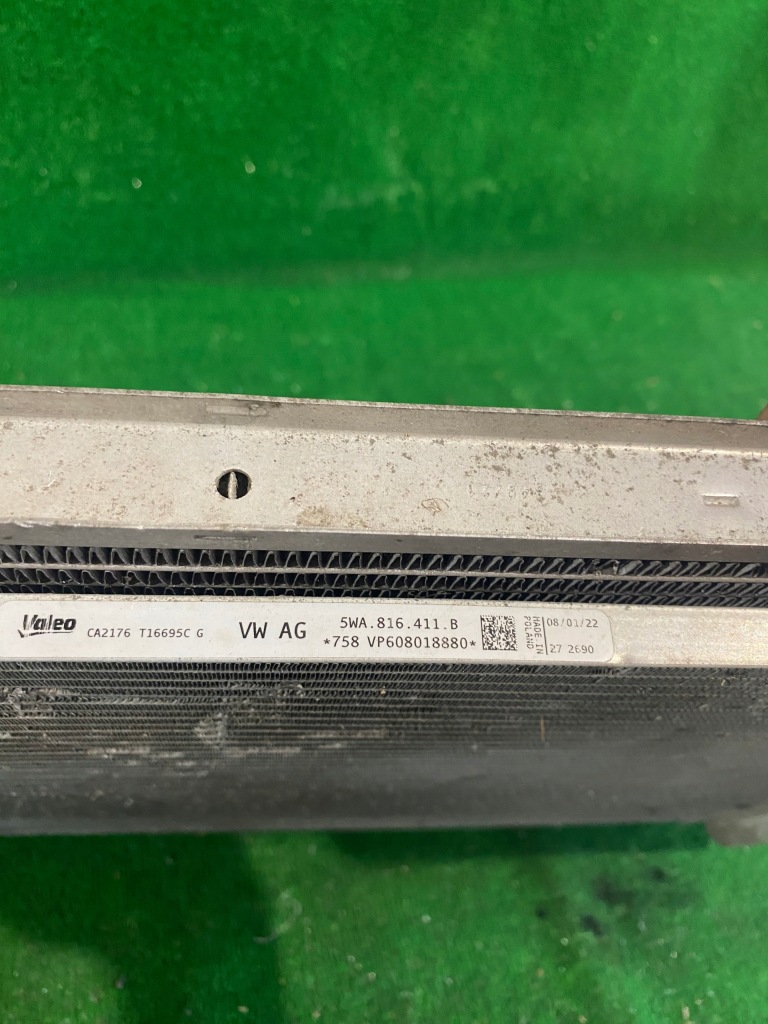 Valeo
CA2176 T16695C G
VW AG
5WA.816.411.B
*758 VP608018880*
MADE IN
POLAND
08/01/22
27 2690